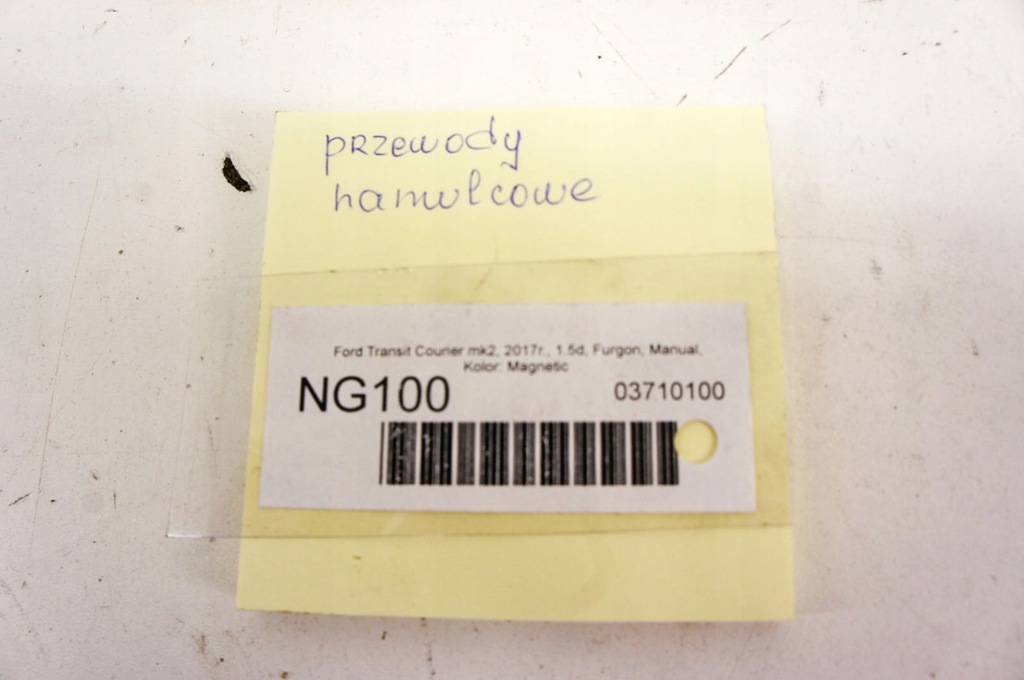 przewody
hamulcowe
Ford Transit Courier mk2, 2017r., 1.5d, Furgon, Manual,
Kolor: Magnetic
NG100
03710100